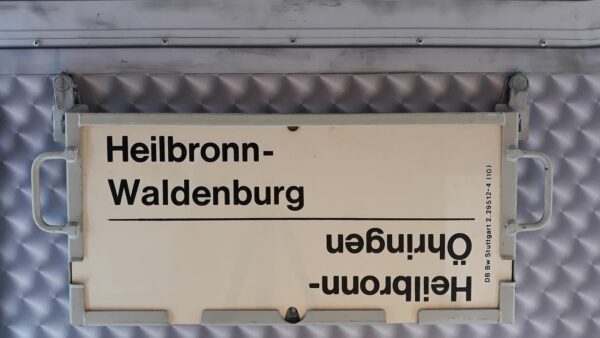 Heilbronn-
Waldenburg
Heilbronn-
Öhringen
DB Bw Stuttgart 2. 29512-4 (10)